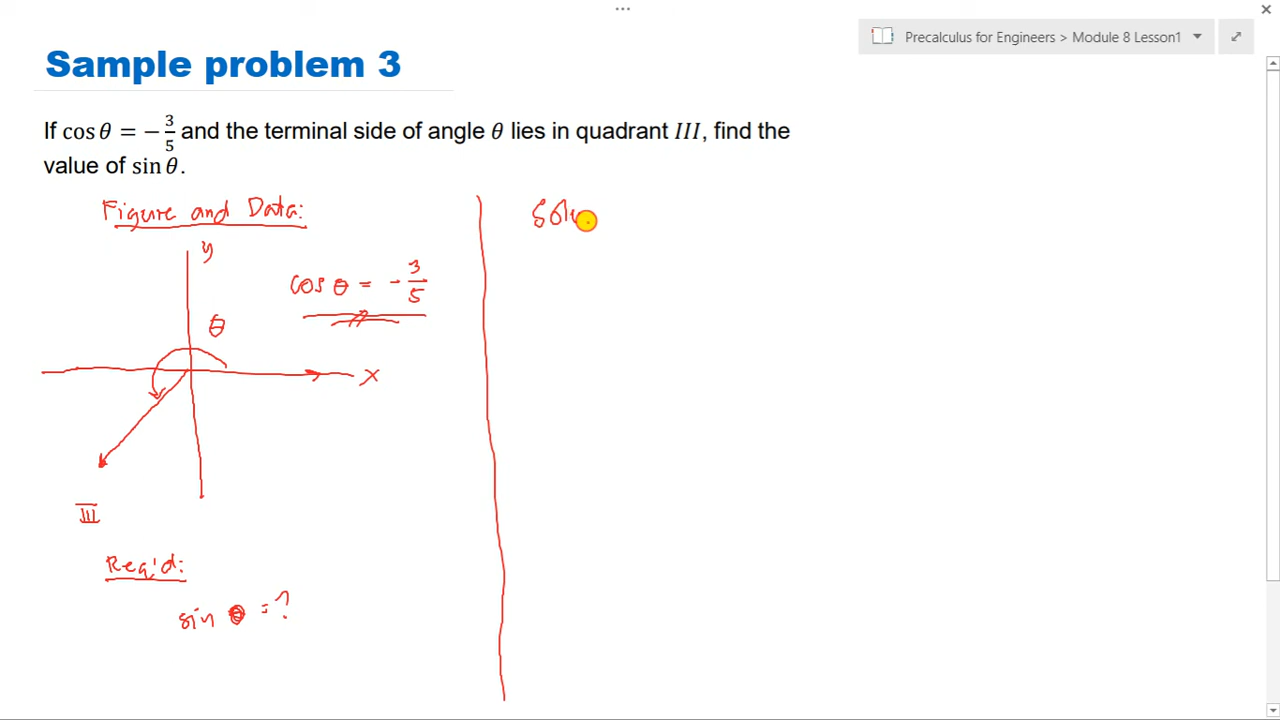 Precalculus for Engineers > Module 8 Lesson1
Sample problem 3
If cos θ = −3/5 and the terminal side of angle θ lies in quadrant III, find the
value of sin θ.
Figure and Data:
y
cos θ = - 3/5
θ
x
III
Req'd:
sin θ = ?
Solu